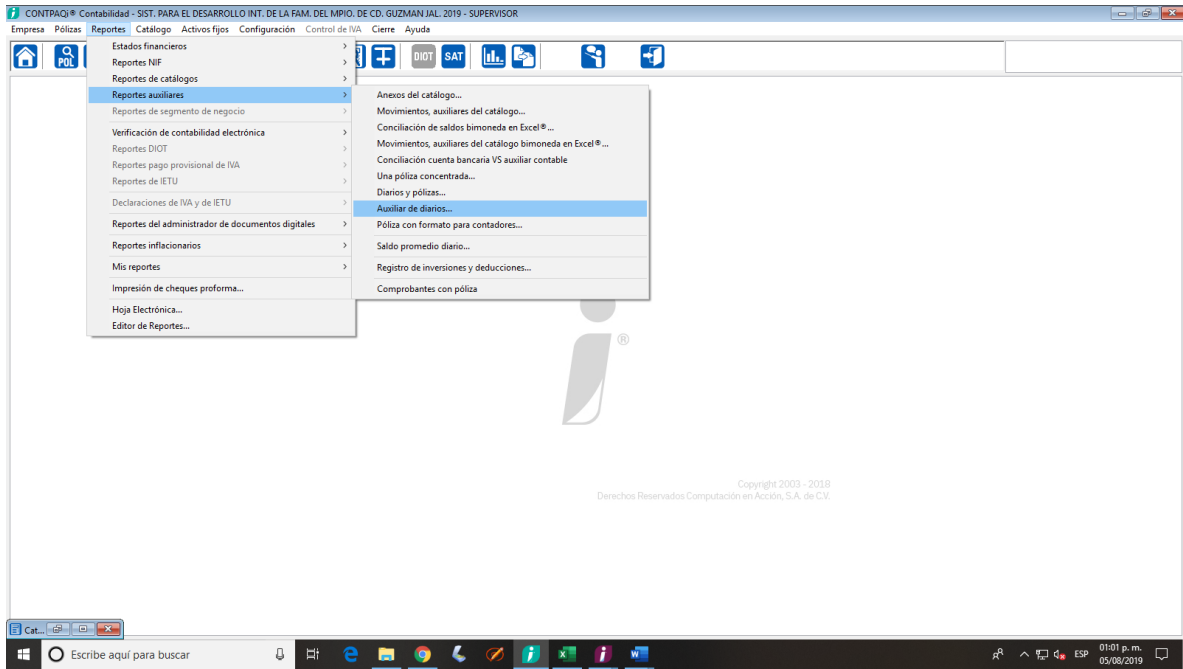 CONTPAQi® Contabilidad - SIST. PARA EL DESARROLLO INT. DE LA FAM. DEL MPIO. DE CD. GUZMAN JAL. 2019 - SUPERVISOR
Empresa Pólizas Reportes Catálogo Activos fijos Configuración Control de IVA Cierre Ayuda
POL DIOT SAT
Estados financieros
Reportes NIF
Reportes de catálogos
Reportes auxiliares
Reportes de segmento de negocio
Verificación de contabilidad electrónica
Reportes DIOT
Reportes pago provisional de IVA
Reportes de IETU
Declaraciones de IVA y de IETU
Reportes del administrador de documentos digitales
Reportes inflacionarios
Mis reportes
Impresión de cheques proforma...
Hoja Electrónica...
Editor de Reportes...
Anexos del catálogo...
Movimientos, auxiliares del catálogo...
Conciliación de saldos bimoneda en Excel®...
Movimientos, auxiliares del catálogo bimoneda en Excel®...
Conciliación cuenta bancaria VS auxiliar contable
Una póliza concentrada...
Diarios y pólizas...
Auxiliar de diarios...
Póliza con formato para contadores...
Saldo promedio diario...
Registro de inversiones y deducciones...
Comprobantes con póliza
®
Copyright 2003 - 2018
Derechos Reservados Computación en Acción, S.A. de C.V.
Cat...
Escribe aquí para buscar
ESP
01:01 p. m.
05/08/2019